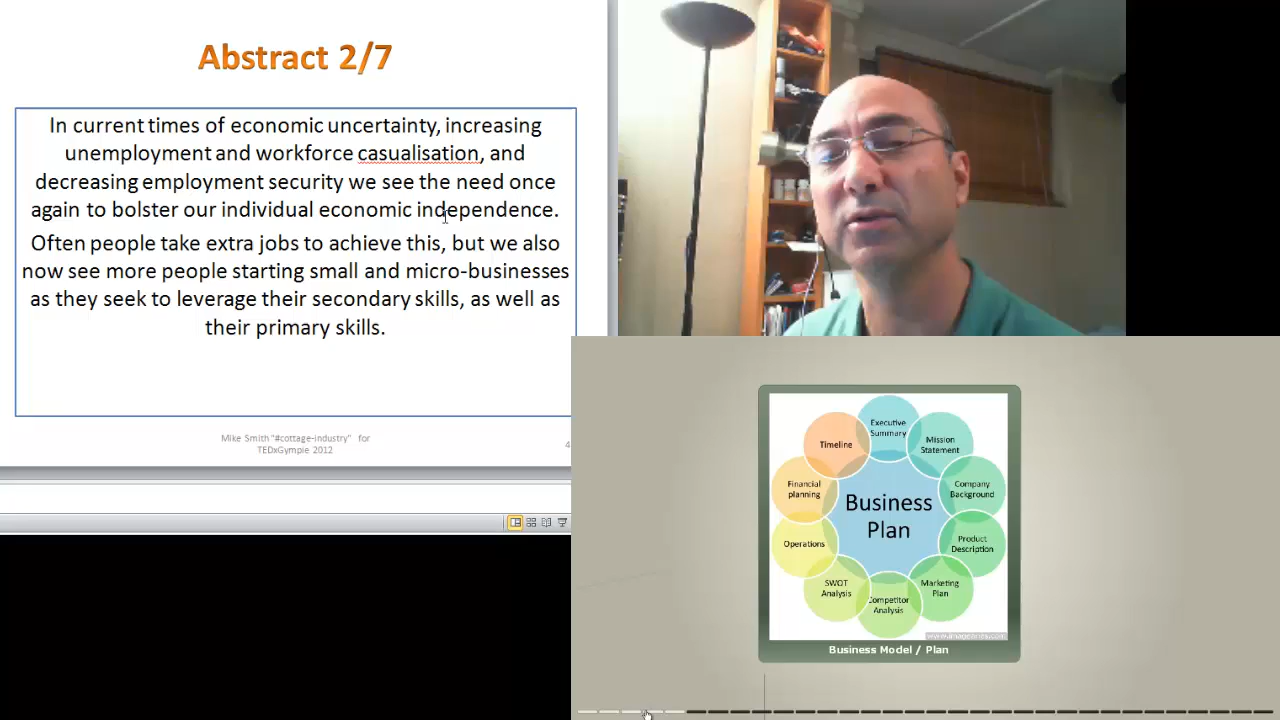 Abstract 2/7
In current times of economic uncertainty, increasing
unemployment and workforce casualisation, and
decreasing employment security we see the need once
again to bolster our individual economic independence.
Often people take extra jobs to achieve this, but we also
now see more people starting small and micro-businesses
as they seek to leverage their secondary skills, as well as
their primary skills.
Mike Smith "#cottage-industry" for
TEDxGympie 2012
4
Executive
Summary
Mission
Statement
Company
Background
Product
Description
Marketing
Plan
Competitor
Analysis
SWOT
Analysis
Operations
Financial
planning
Timeline
Business
Plan
Business Model / Plan